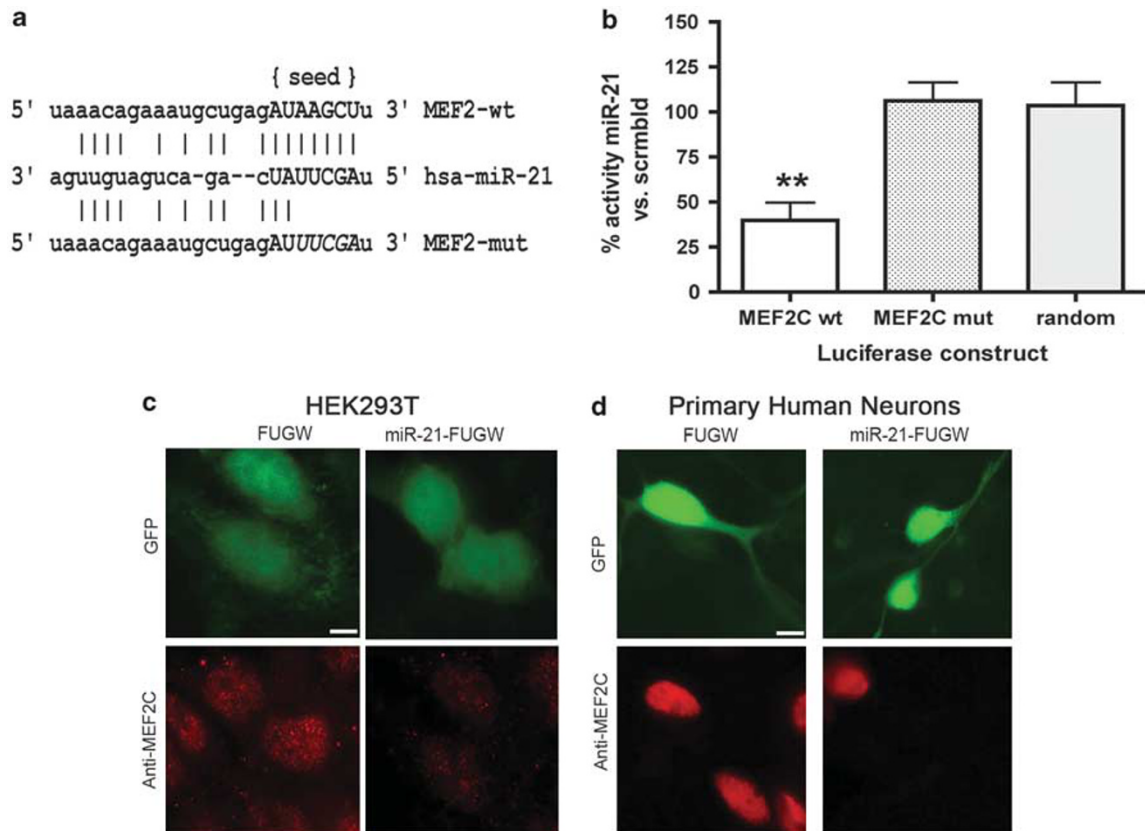 a
{ seed }
5' uaaacagaaaugcugagAUAAGCUu 3' MEF2-wt
|||| | | || ||||||||
3' aguuguaguca-ga--cUAUUCGAu 5' hsa-miR-21
|||| | | || |||
5' uaaacagaaaugcugagAUUUCGAu 3' MEF2-mut
b
% activity miR-21
vs. scrmbld
150
125
100
75
50
25
0
**
MEF2C wt MEF2C mut random
Luciferase construct
c HEK293T
FUGW miR-21-FUGW
GFP
Anti-MEF2C
d Primary Human Neurons
FUGW miR-21-FUGW
GFP
Anti-MEF2C